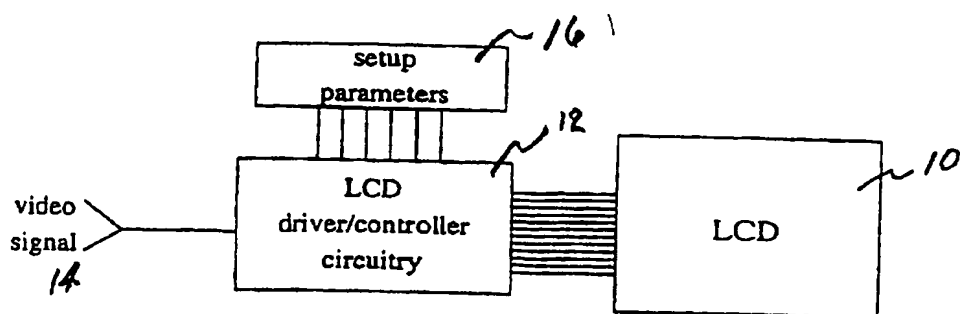 16
setup
parameters
12
LCD
driver/controller
circuitry
10
LCD
video
signal
14